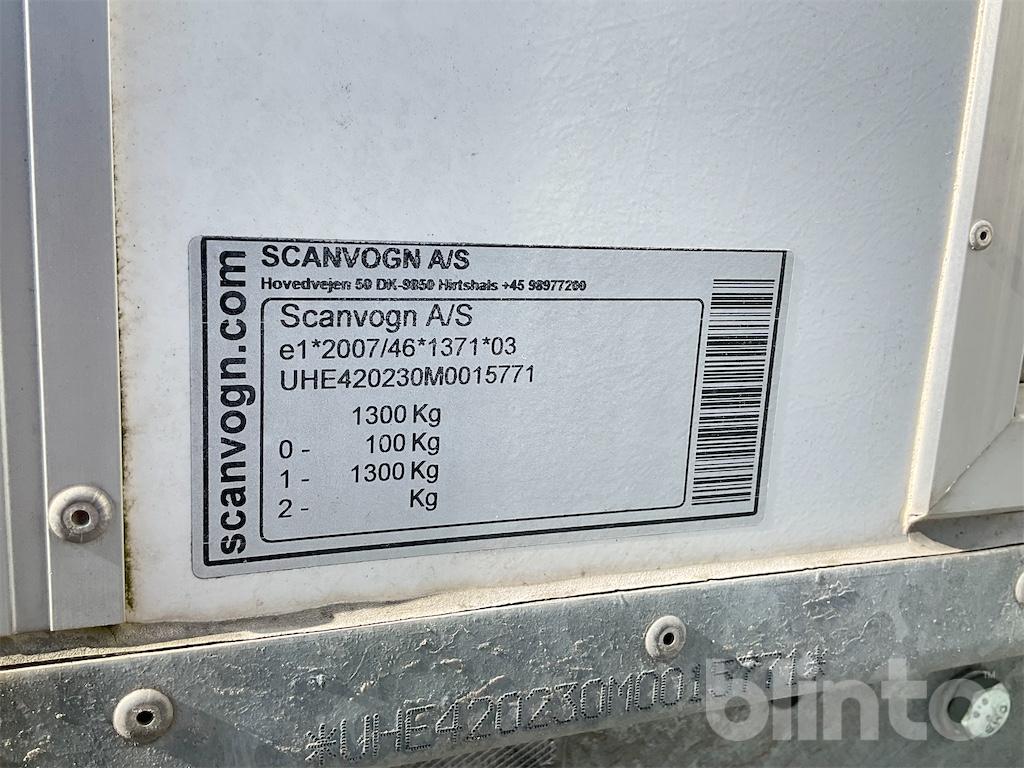 scanvogn.com
SCANVOGN A/S
Hovedvejen 50 DK-9850 Hirtshals +45 98977200
Scanvogn A/S
e1*2007/46*1371*03
UHE420230M0015771
1300 Kg
0 - 100 Kg
1 - 1300 Kg
2 - Kg
*UHE420230M0015771*
blinto